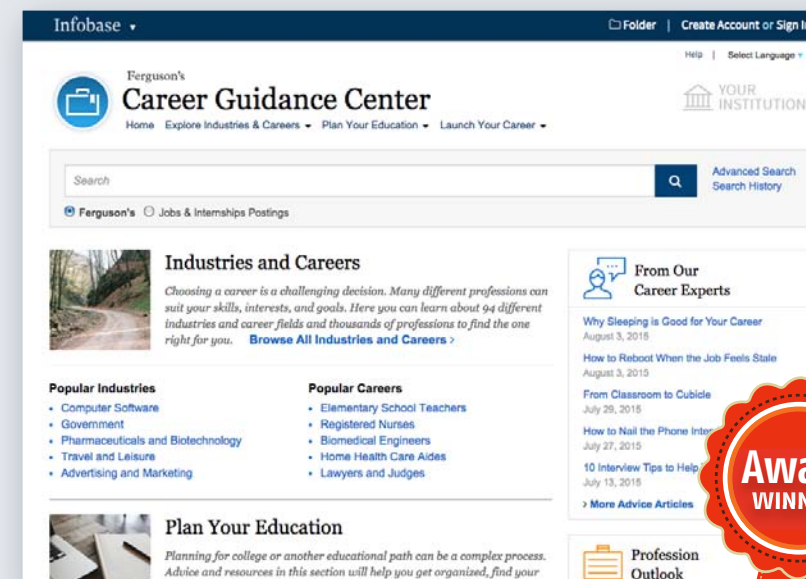 Infobase
Folder | Create Account or Sign In
Help | Select Language
Ferguson's
Career Guidance Center
Home Explore Industries & Careers Plan Your Education Launch Your Career
YOUR
INSTITUTION
Search
Advanced Search
Search History
Ferguson's Jobs & Internships Postings
Industries and Careers
Choosing a career is a challenging decision. Many different professions can
suit your skills, interests, and goals. Here you can learn about 94 different
industries and career fields and thousands of professions to find the one
right for you. Browse All Industries and Careers >
Popular Industries
• Computer Software
• Government
• Pharmaceuticals and Biotechnology
• Travel and Leisure
• Advertising and Marketing
Popular Careers
• Elementary School Teachers
• Registered Nurses
• Biomedical Engineers
• Home Health Care Aides
• Lawyers and Judges
Plan Your Education
Planning for college or another educational path can be a complex process.
Advice and resources in this section will help you get organized, find your
From Our
Career Experts
Why Sleeping is Good for Your Career
August 3, 2015
How to Reboot When the Job Feels Stale
August 3, 2015
From Classroom to Cubicle
July 29, 2015
How to Nail the Phone
July 27, 2015
10 Interview Tips to Help
July 13, 2015
> More Advice Articles
Profession
Outlook